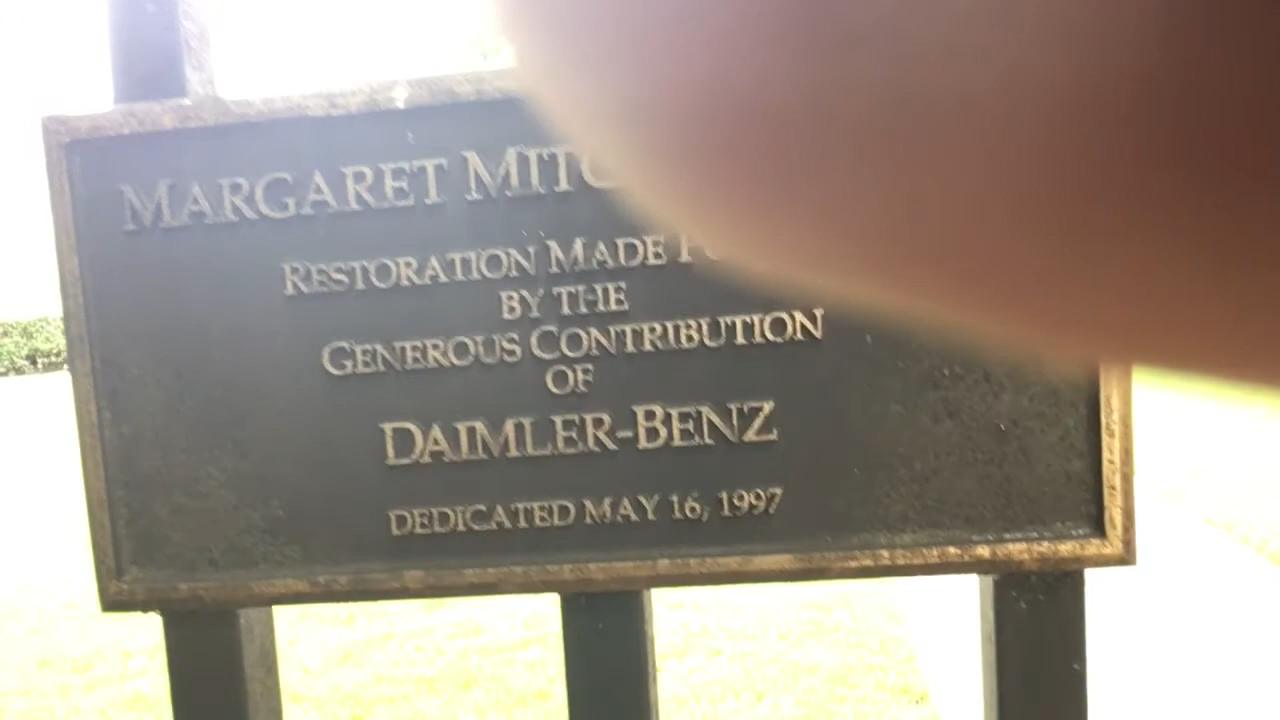 MARGARET
RESTORATION MADE
BY THE
GENEROUS CONTRIBUTION
OF
DAIMLER-BENZ
DEDICATED MAY 16, 1997